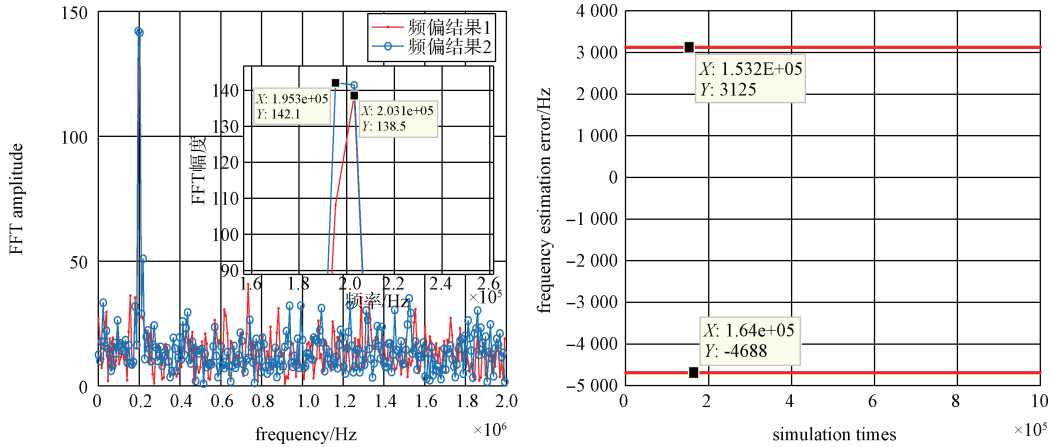 150
100
50
0
0
0.2
0.4
0.6
0.8
1.0
1.2
1.4
1.6
1.8
2.0
×10⁶
frequency/Hz
FFT amplitude
频偏结果1
频偏结果2
140
130
120
110
100
90
FFT幅度
1.6
1.8
2.0
2.2
2.4
2.6
×10⁵
频率/Hz
X: 1.953e+05
Y: 142.1
X: 2.031e+05
Y: 138.5
4 000
3 000
2 000
1 000
0
−1 000
−2 000
−3 000
−4 000
−5 000
frequency estimation error/Hz
X: 1.532E+05
Y: 3125
X: 1.64e+05
Y: -4688
0
2
4
6
8
10
×10⁵
simulation times